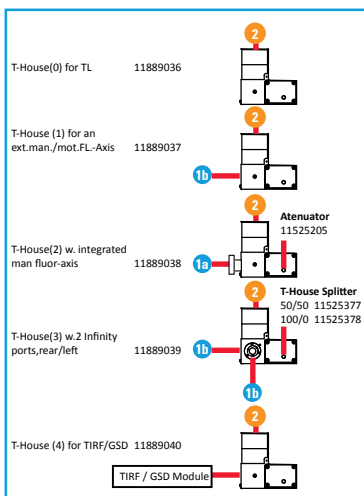 2
T-House(0) for TL 11889036
2
T-House (1) for an
ext.man./mot.FL.-Axis 11889037
1b
2
Atenuator
11525205
T-House(2) w. integrated
man fluor-axis 11889038
1a
2
T-House Splitter
50/50 11525377
100/0 11525378
T-House(3) w.2 Infinity
ports,rear/left 11889039
1b
1b
2
T-House (4) for TIRF/GSD 11889040
TIRF / GSD Module